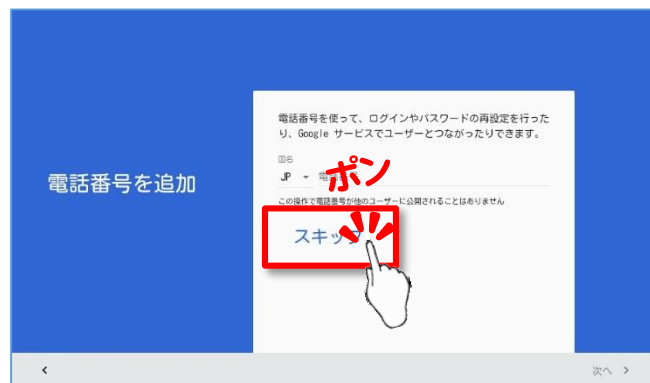 電話番号を追加
電話番号を使って、ログインやパスワードの再設定を行った
り、Google サービスでユーザーとつながったりできます。
国名
JP
ポン
この操作で電話番号が他のユーザーに公開されることはありません
スキップ
次へ